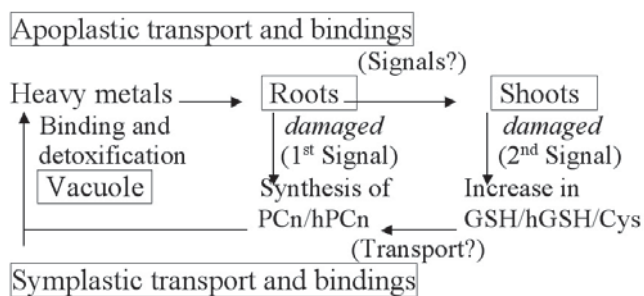 Apoplastic transport and bindings
(Signals?)
Heavy metals
Roots
Shoots
Binding and
detoxification
Vacuole
damaged
(1st Signal)
damaged
(2nd Signal)
Synthesis of
PCn/hPCn
Increase in
GSH/hGSH/Cys
(Transport?)
Symplastic transport and bindings